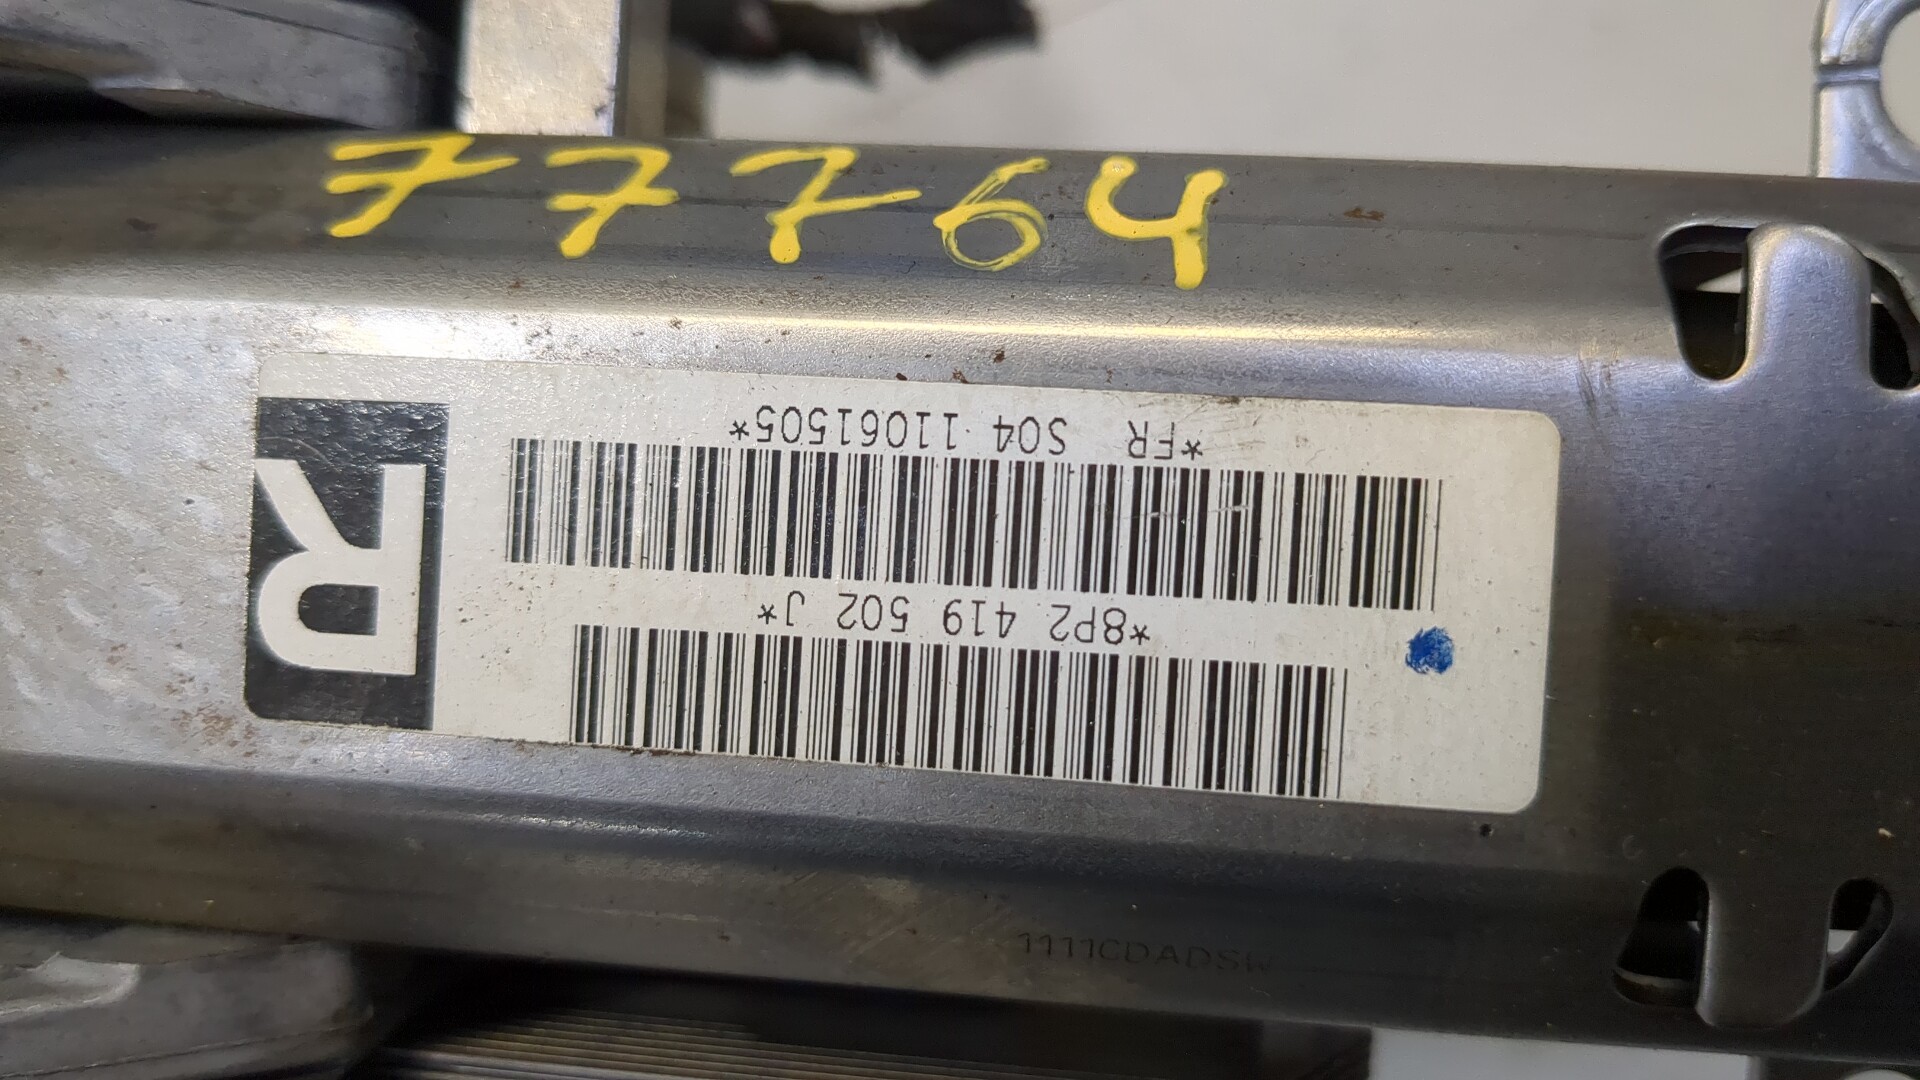 77764
*8P2 419 502 J*
*FR S04 11061505*
R
1111CDADSW